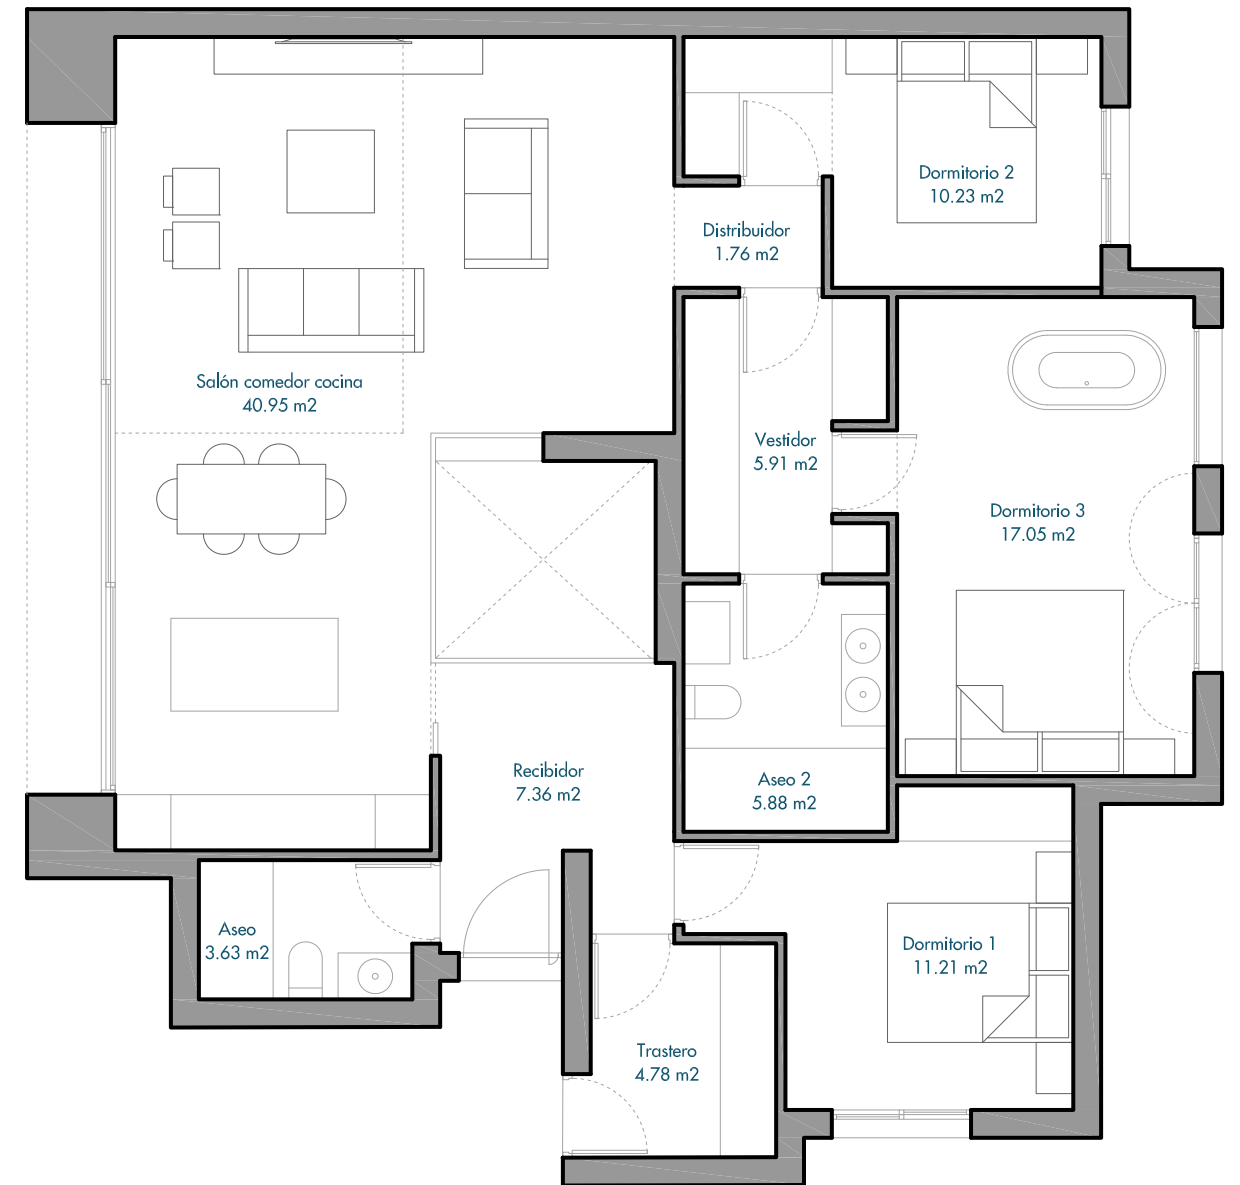 Dormitorio 2
10.23 m2
Distribuidor
1.76 m2
Salón comedor cocina
40.95 m2
Vestidor
5.91 m2
Dormitorio 3
17.05 m2
Recibidor
7.36 m2
Aseo 2
5.88 m2
Aseo
3.63 m2
Dormitorio 1
11.21 m2
Trastero
4.78 m2